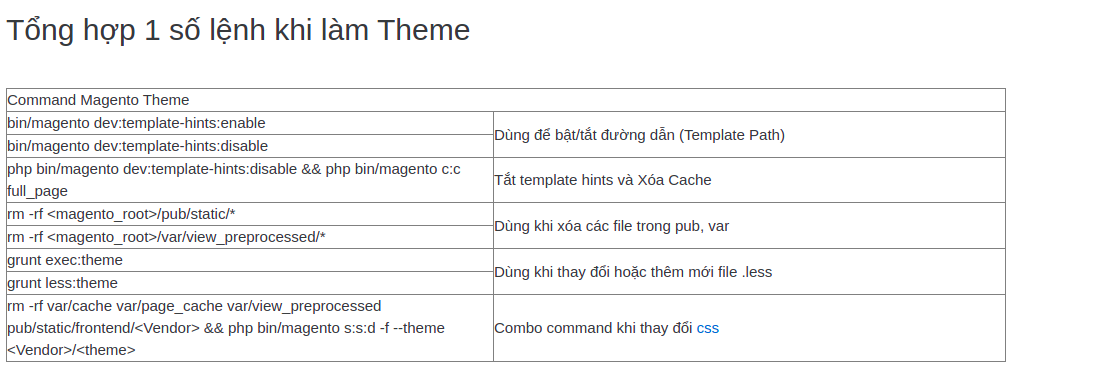 Tổng hợp 1 số lệnh khi làm Theme
Command Magento Theme
bin/magento dev:template-hints:enable
bin/magento dev:template-hints:disable
Dùng để bật/tắt đường dẫn (Template Path)
php bin/magento dev:template-hints:disable && php bin/magento c:c
full_page
Tắt template hints và Xóa Cache
rm -rf <magento_root>/pub/static/*
rm -rf <magento_root>/var/view_preprocessed/*
Dùng khi xóa các file trong pub, var
grunt exec:theme
grunt less:theme
Dùng khi thay đổi hoặc thêm mới file .less
rm -rf var/cache var/page_cache var/view_preprocessed
pub/static/frontend/<Vendor> && php bin/magento s:s:d -f --theme
<Vendor>/<theme>
Combo command khi thay đổi css